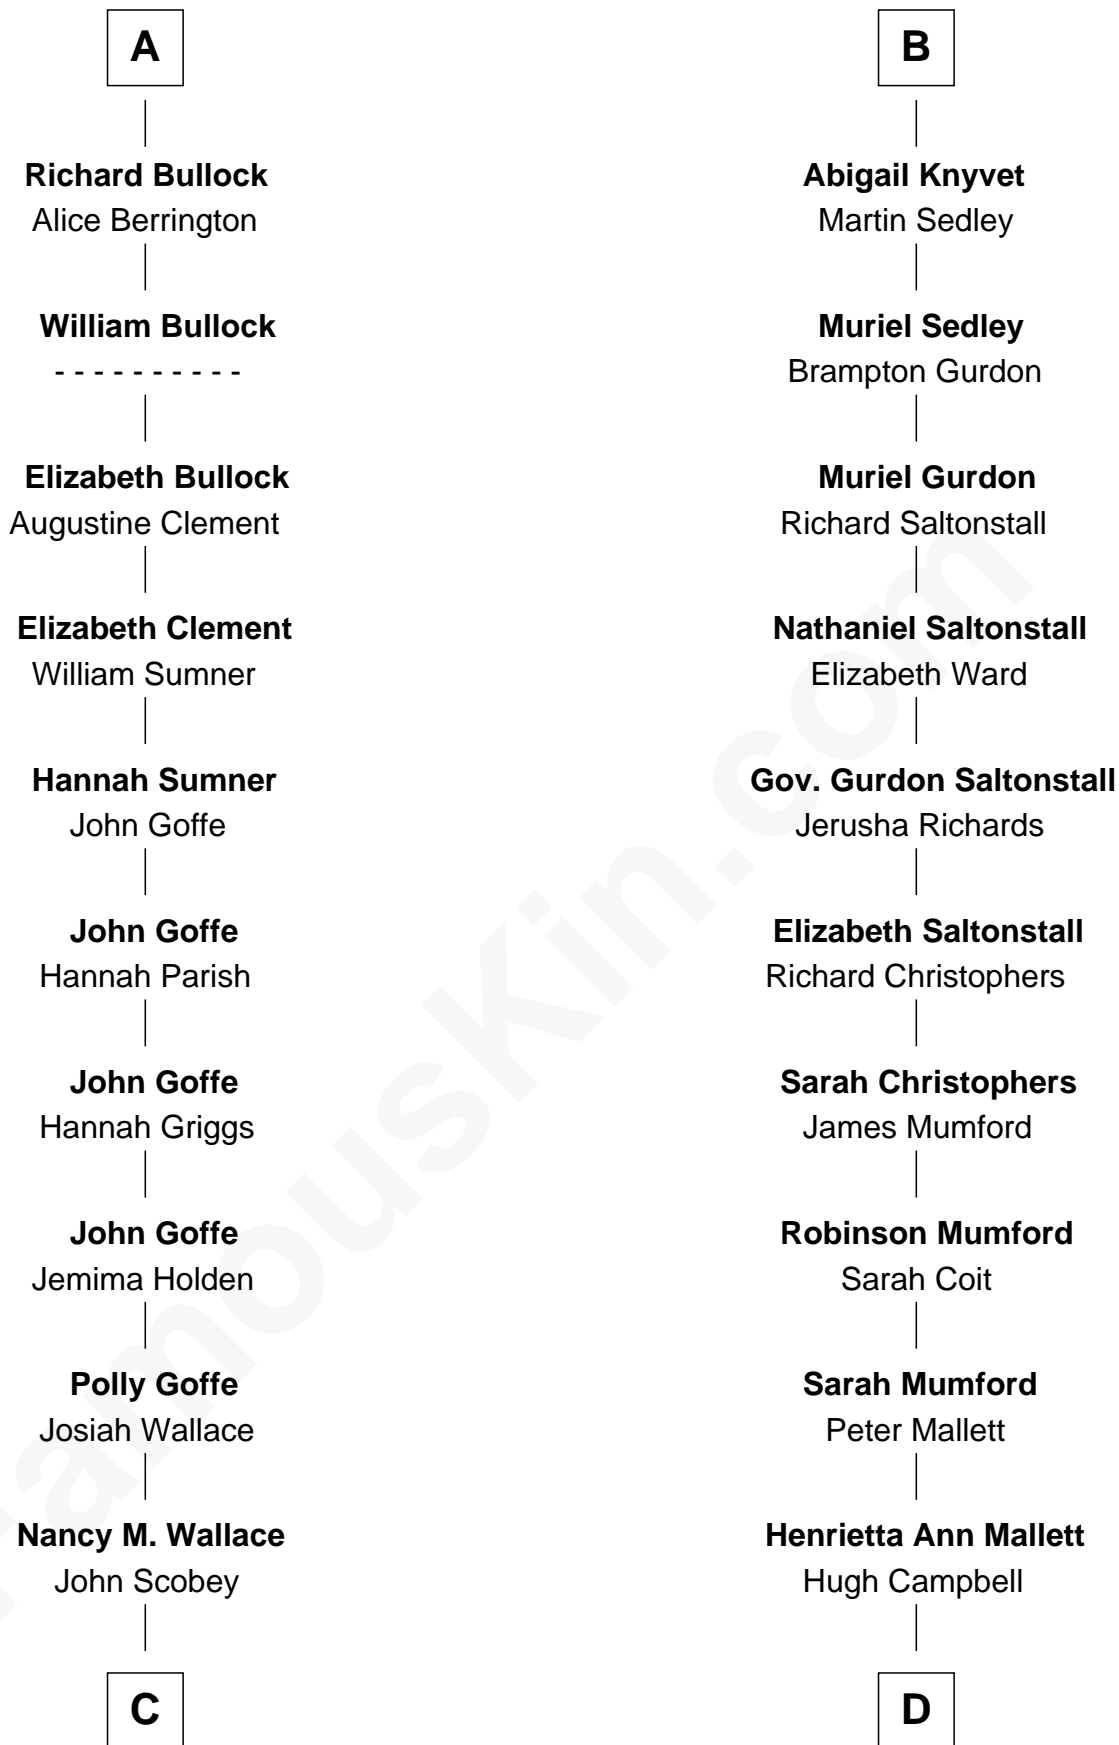 A
Richard Bullock
Alice Berrington
William Bullock
- - - - - - - - - -
Elizabeth Bullock
Augustine Clement
Elizabeth Clement
William Sumner
Hannah Sumner
John Goffe
John Goffe
Hannah Parish
John Goffe
Hannah Griggs
John Goffe
Jemima Holden
Polly Goffe
Josiah Wallace
Nancy M. Wallace
John Scobey
C
B
Abigail Knyvet
Martin Sedley
Muriel Sedley
Brampton Gurdon
Muriel Gurdon
Richard Saltonstall
Nathaniel Saltonstall
Elizabeth Ward
Gov. Gurdon Saltonstall
Jerusha Richards
Elizabeth Saltonstall
Richard Christophers
Sarah Christophers
James Mumford
Robinson Mumford
Sarah Coit
Sarah Mumford
Peter Mallett
Henrietta Ann Mallett
Hugh Campbell
D
FamousKin.com